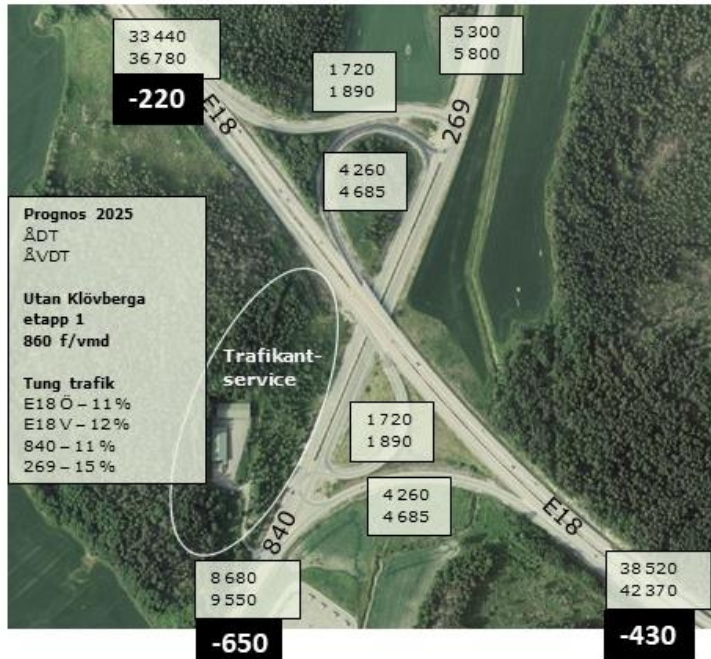 33 440
36 780
-220
E18
1 720
1 890
5 300
5 800
269
4 260
4 685
Prognos 2025
ÅDT
ÅVDT
Utan Klövberga
etapp 1
860 f/vmd
Tung trafik
E18 Ö – 11 %
E18 V – 12 %
840 – 11 %
269 – 15 %
Trafikant-
service
1 720
1 890
4 260
4 685
E18
840
8 680
9 550
-650
38 520
42 370
-430